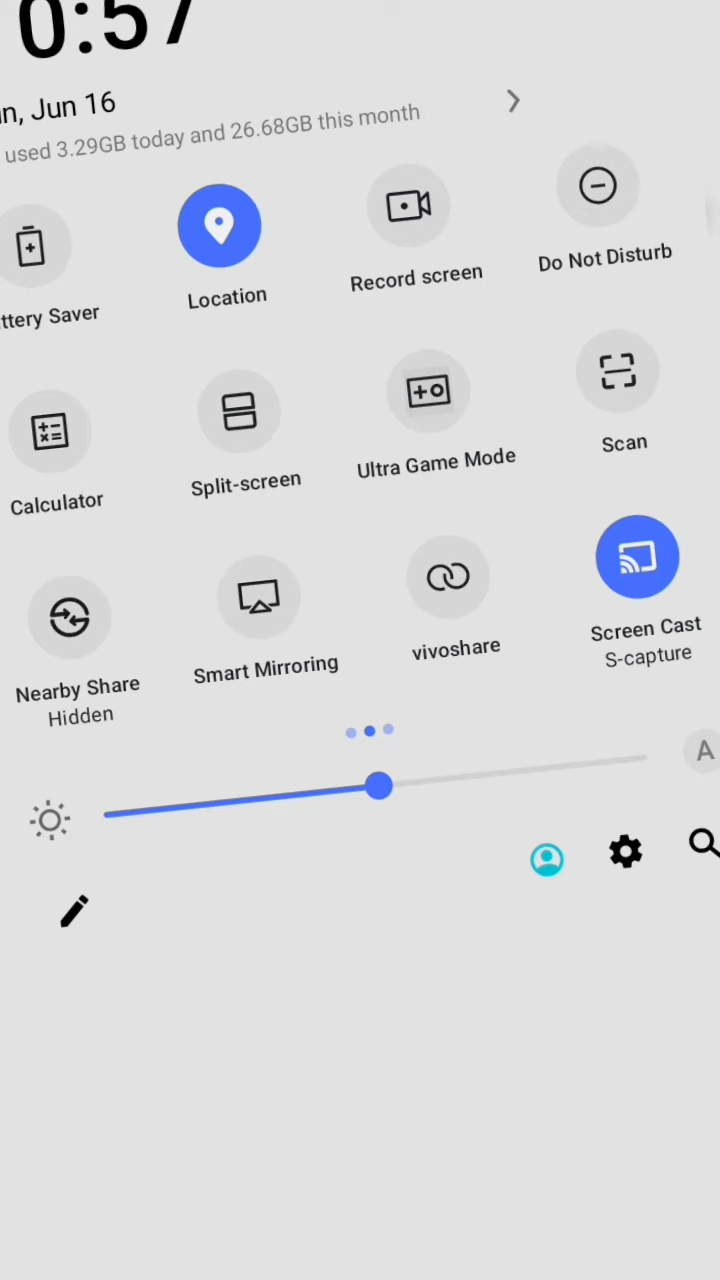 0:57
n, Jun 16
used 3.29GB today and 26.68GB this month
ttery Saver
Location
Record screen
Do Not Disturb
Calculator
Split-screen
Ultra Game Mode
Scan
Nearby Share
Hidden
Smart Mirroring
vivoshare
Screen Cast
S-capture
A